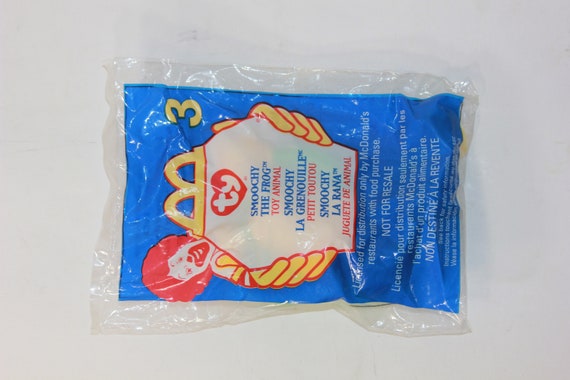 3
ty
SMOOCHY
THE FROG™
TOY ANIMAL
SMOOCHY
LA GRENOUILLE™
PETIT TOUTOU
SMOOCHY
LA RANA™
JUGUETE DE ANIMAL
Licensed for distribution only by McDonald's
restaurants with food purchase.
NOT FOR RESALE
Licencié pour distribution seulement par les
restaurants McDonald's à
l'achat d'un produit alimentaire.
NON DESTINÉ À LA REVENTE